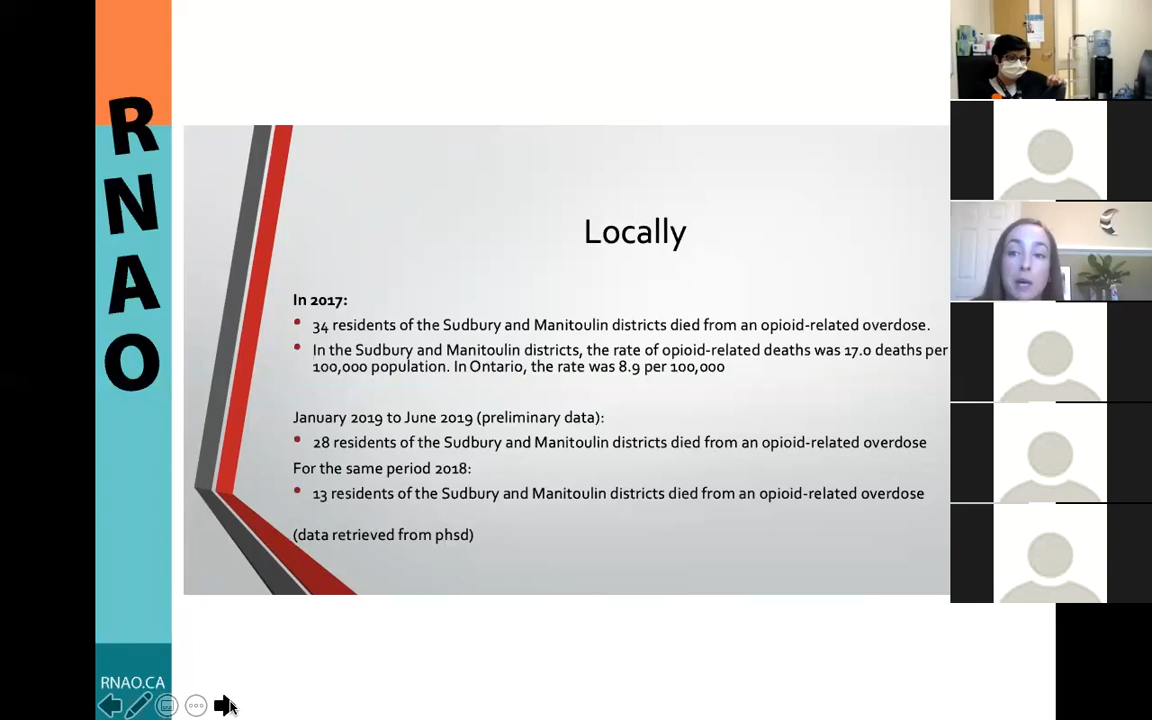 RNAO
Locally
In 2017:
• 34 residents of the Sudbury and Manitoulin districts died from an opioid-related overdose.
• In the Sudbury and Manitoulin districts, the rate of opioid-related deaths was 17.0 deaths per
100,000 population. In Ontario, the rate was 8.9 per 100,000
January 2019 to June 2019 (preliminary data):
• 28 residents of the Sudbury and Manitoulin districts died from an opioid-related overdose
For the same period 2018:
• 13 residents of the Sudbury and Manitoulin districts died from an opioid-related overdose
(data retrieved from phsd)
RNAO.CA